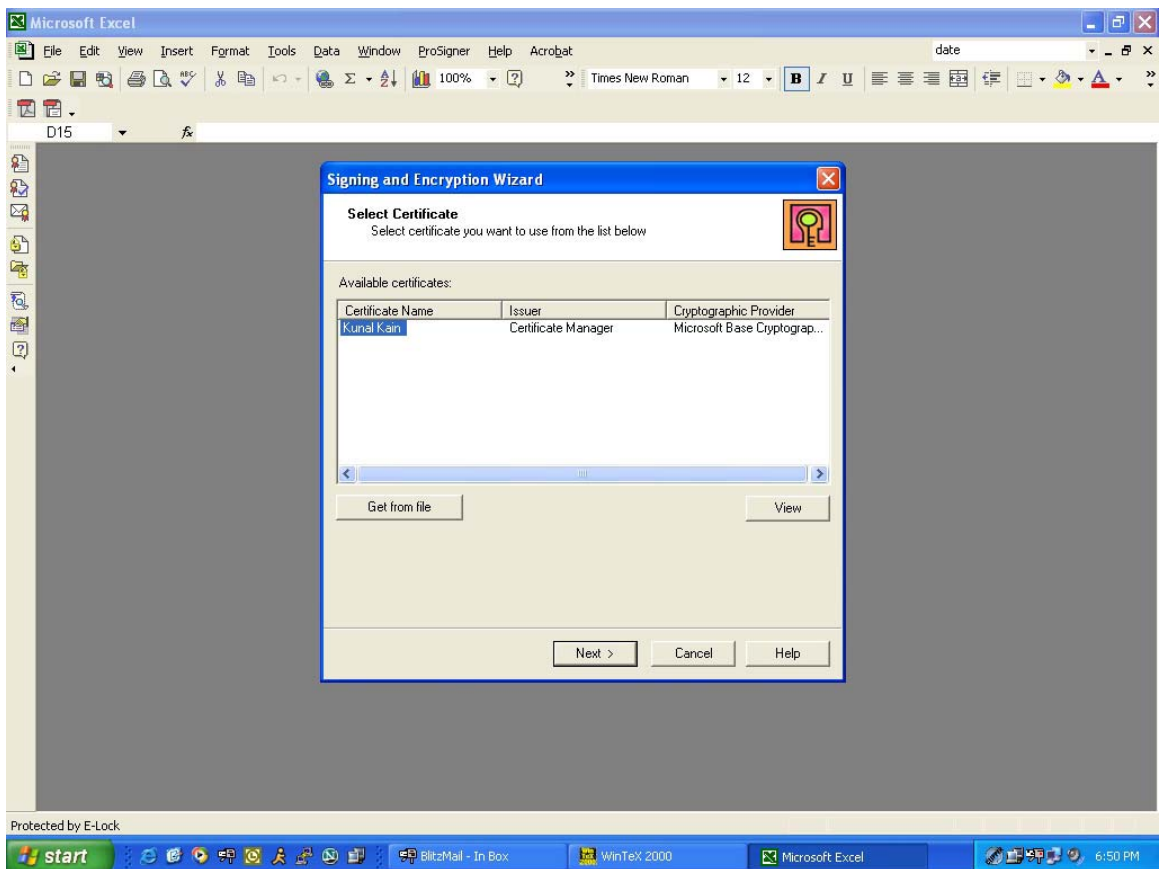 Microsoft Excel
File Edit View Insert Format Tools Data Window ProSigner Help Acrobat date
ABC Σ 100% Times New Roman 12 B I U A
D15 fx
Signing and Encryption Wizard
Select Certificate
Select certificate you want to use from the list below
Available certificates:
Certificate Name Issuer Cryptographic Provider
Kunal Kain Certificate Manager Microsoft Base Cryptograp...
Get from file View
Next > Cancel Help
Protected by E-Lock
start BlitzMail - In Box WinTeX 2000 Microsoft Excel 6:50 PM